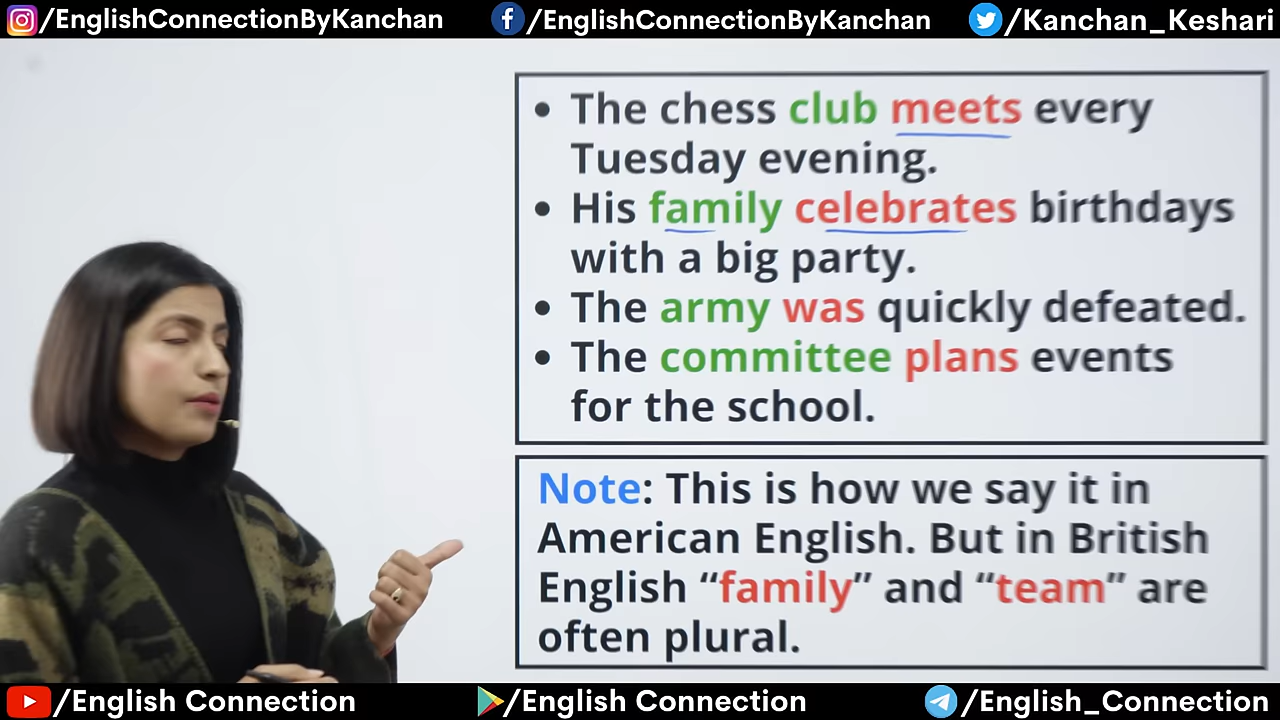 /EnglishConnectionByKanchan
/EnglishConnectionByKanchan
/Kanchan_Keshari
• The chess club meets every
Tuesday evening.
• His family celebrates birthdays
with a big party.
• The army was quickly defeated.
• The committee plans events
for the school.
Note: This is how we say it in
American English. But in British
English “family” and “team” are
often plural.
/English Connection
/English Connection
/English_Connection